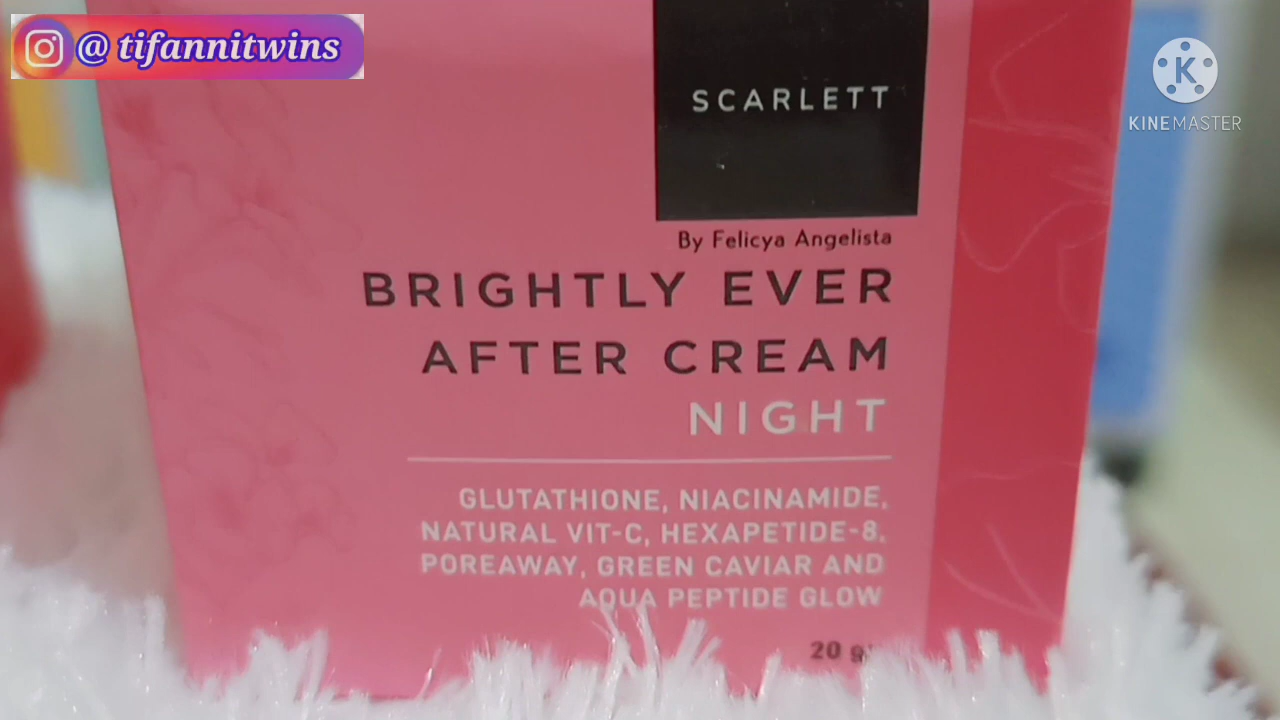 @ tifannitwins
K
KINEMASTER
SCARLETT
By Felicya Angelista
BRIGHTLY EVER
AFTER CREAM
NIGHT
GLUTATHIONE, NIACINAMIDE,
NATURAL VIT-C, HEXAPETIDE-8,
POREAWAY, GREEN CAVIAR AND
AQUA PEPTIDE GLOW
20